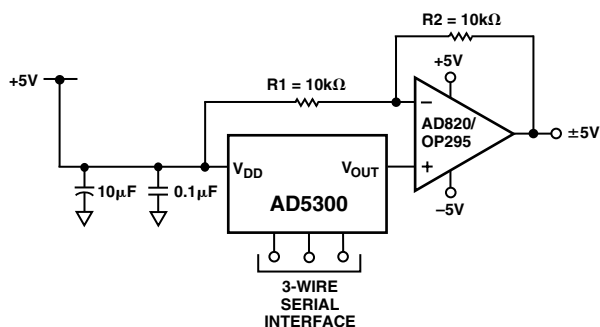 R2 = 10kΩ
+5V
R1 = 10kΩ
+5V
−
AD820/
OP295
+
±5V
−5V
VDD
VOUT
AD5300
10μF
0.1μF
3-WIRE
SERIAL
INTERFACE